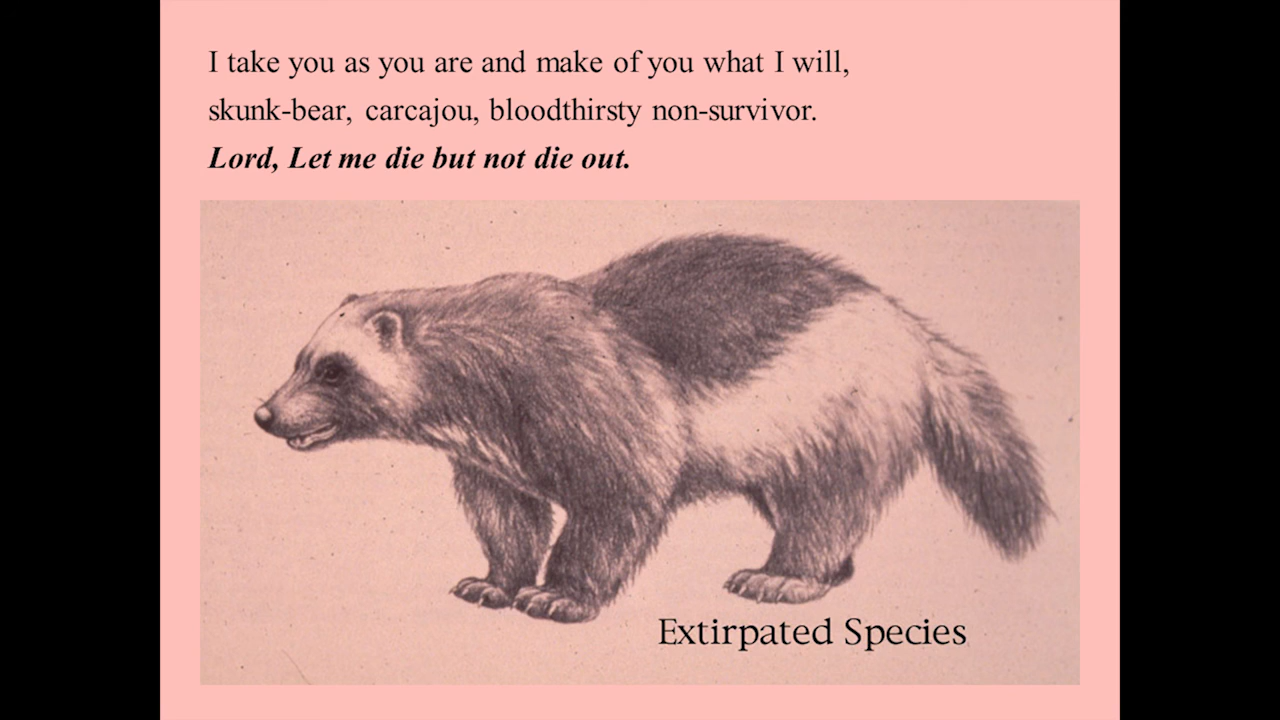 I take you as you are and make of you what I will,
skunk-bear, carcajou, bloodthirsty non-survivor.
Lord, Let me die but not die out.
Extirpated Species